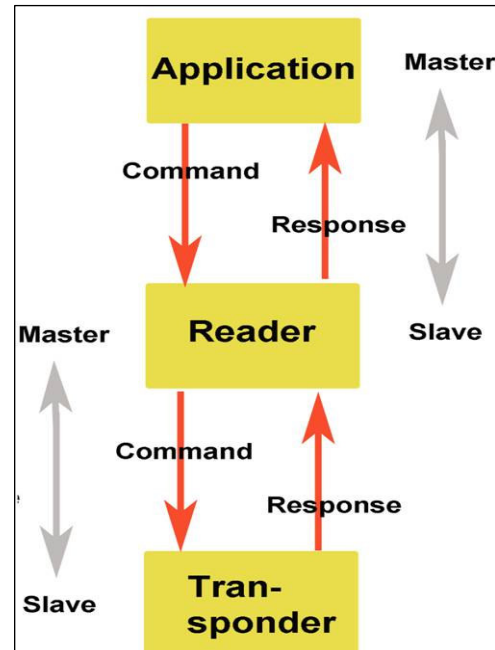 Application
Master
Command
Response
Master
Reader
Slave
Command
Response
Slave
Tran-
sponder